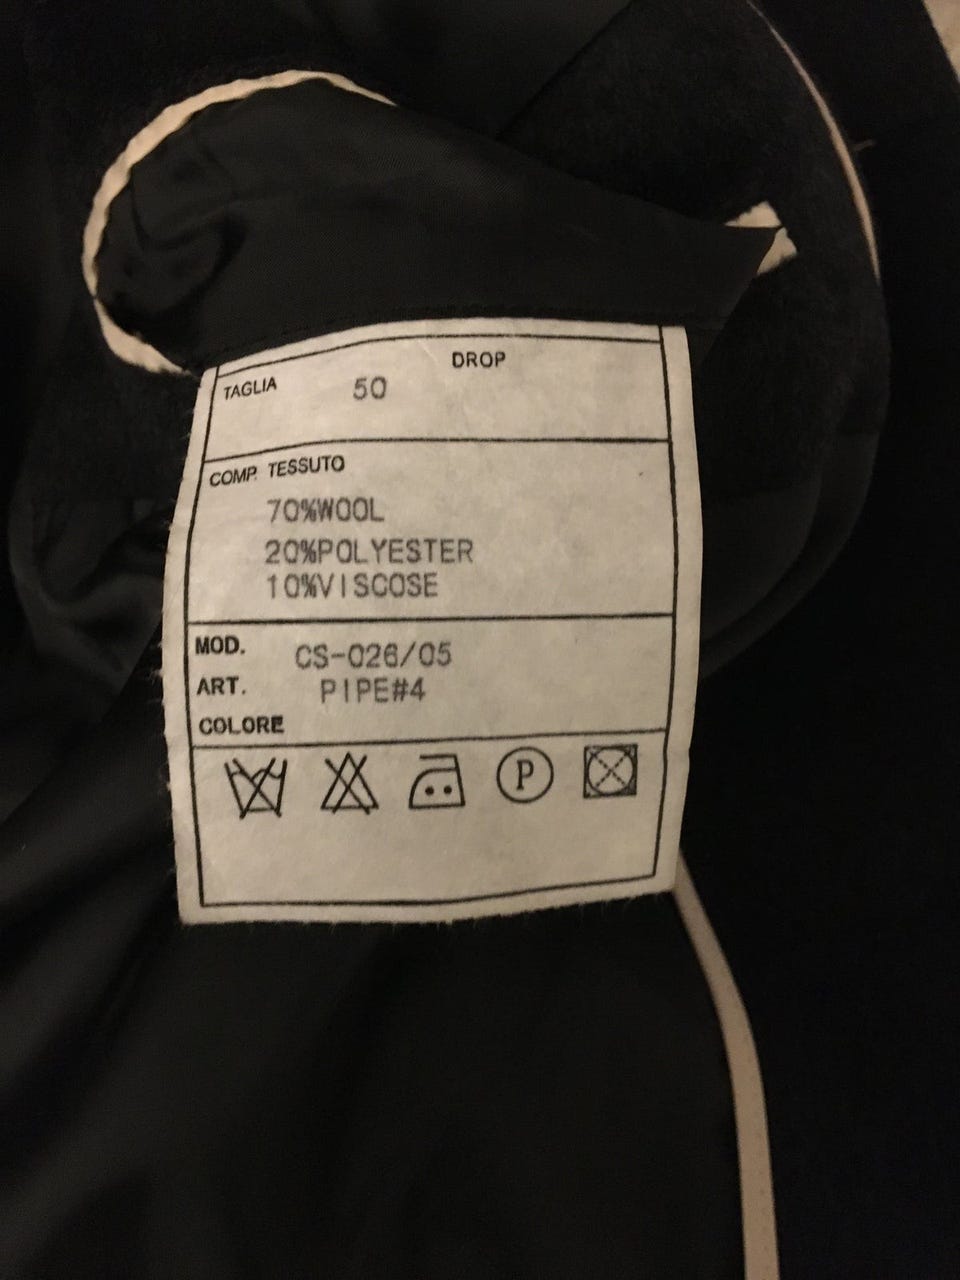 DROP
TAGLIA 50
COMP. TESSUTO
70%WOOL
20%POLYESTER
10%VISCOSE
MOD. CS-026/05
ART. PIPE#4
COLORE
P